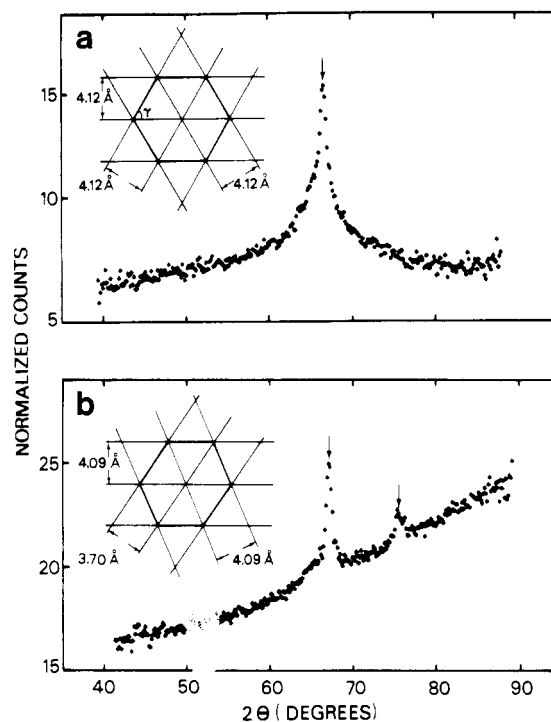 a
4.12 Å
γ
4.12 Å
4.12 Å
15
10
5
NORMALIZED COUNTS
b
4.09 Å
3.70 Å
4.09 Å
25
20
15
40 50 60 70 80 90
2θ (DEGREES)